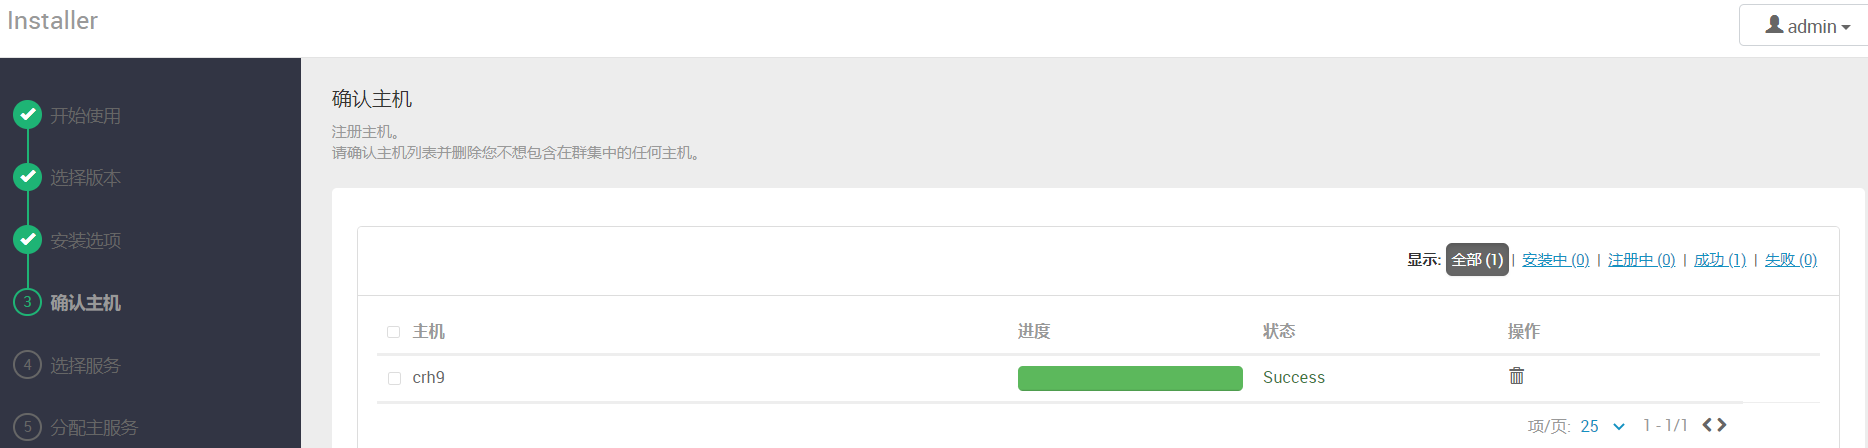 Installer
admin
开始使用
选择版本
安装选项
3 确认主机
4 选择服务
5 分配主服务
确认主机
注册主机。
请确认主机列表并删除您不想包含在群集中的任何主机。
显示: 全部 (1) | 安装中 (0) | 注册中 (0) | 成功 (1) | 失败 (0)
主机 进度 状态 操作
crh9 Success
项/页: 25 1 - 1/1